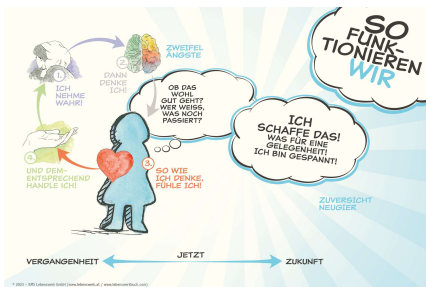 SO
FUNK-
TIONIEREN
WIR
1.
ICH
NEHME
WAHR!
2.
DANN
DENKE
ICH!
ZWEIFEL
ÄNGSTE
OB DAS
WOHL
GUT GEHT?
WER WEISS,
WAS NOCH
PASSIERT?
ICH
SCHAFFE DAS!
WAS FÜR EINE
GELEGENHEIT!
ICH BIN GESPANNT!
3.
SO WIE
ICH DENKE,
FÜHLE ICH!
4.
UND DEM-
ENTSPRECHEND
HANDLE ICH!
ZUVERSICHT
NEUGIER
VERGANGENHEIT
JETZT
ZUKUNFT